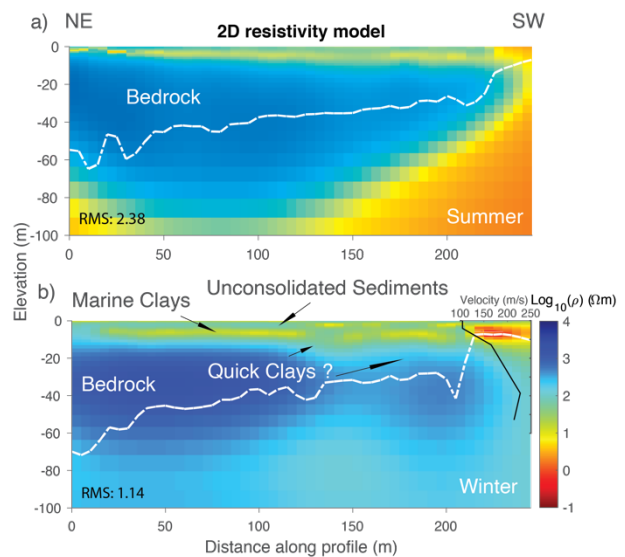 a) NE SW
2D resistivity model
0
-20
-40
-60
-80
-100
Elevation (m)
Bedrock
RMS: 2.38
Summer
0 50 100 150 200
Unconsolidated Sediments
Marine Clays
b)
Velocity (m/s)
100 150 200 250
Log10(ρ) (Ωm)
0
-20
-40
-60
-80
-100
Quick Clays ?
Bedrock
RMS: 1.14
Winter
4
3
2
1
0
-1
0 50 100 150 200
Distance along profile (m)